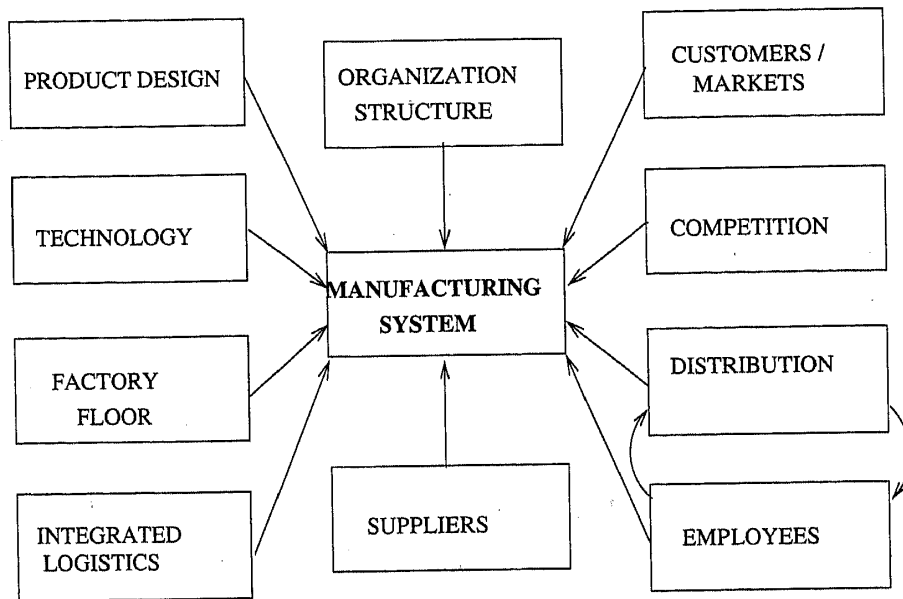 PRODUCT DESIGN
ORGANIZATION
STRUCTURE
CUSTOMERS /
MARKETS
TECHNOLOGY
MANUFACTURING
SYSTEM
COMPETITION
FACTORY
FLOOR
DISTRIBUTION
INTEGRATED
LOGISTICS
SUPPLIERS
EMPLOYEES